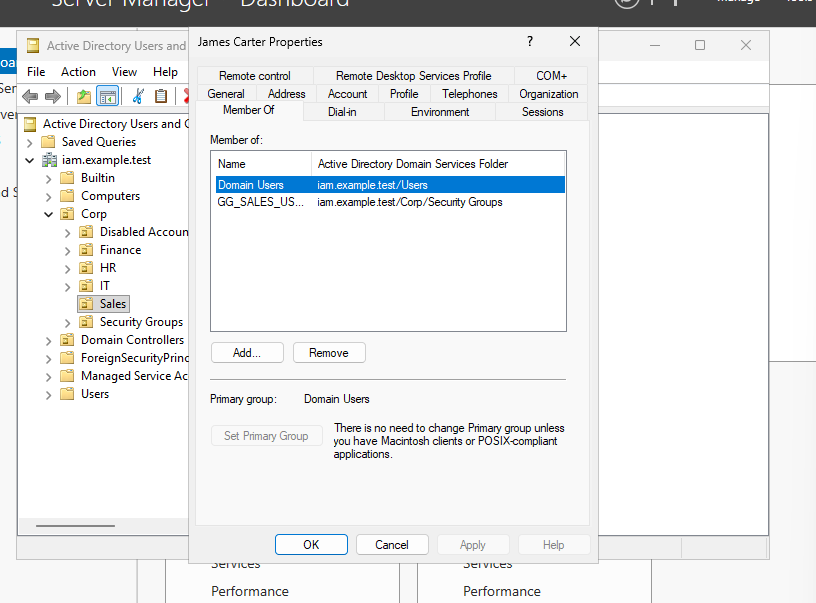 Server Manager Dashboard
Manage Tools
Active Directory Users and
File Action View Help
Active Directory Users and C
Saved Queries
iam.example.test
Builtin
Computers
Corp
Disabled Accoun
Finance
HR
IT
Sales
Security Groups
Domain Controllers
ForeignSecurityPrinc
Managed Service Ac
Users
James Carter Properties
?
Remote control Remote Desktop Services Profile COM+
General Address Account Profile Telephones Organization
Member Of Dial-in Environment Sessions
Member of:
Name Active Directory Domain Services Folder
Domain Users iam.example.test/Users
GG_SALES_US... iam.example.test/Corp/Security Groups
Add... Remove
Primary group: Domain Users
Set Primary Group
There is no need to change Primary group unless
you have Macintosh clients or POSIX-compliant
applications.
OK Cancel Apply Help
Services Services
Performance Performance